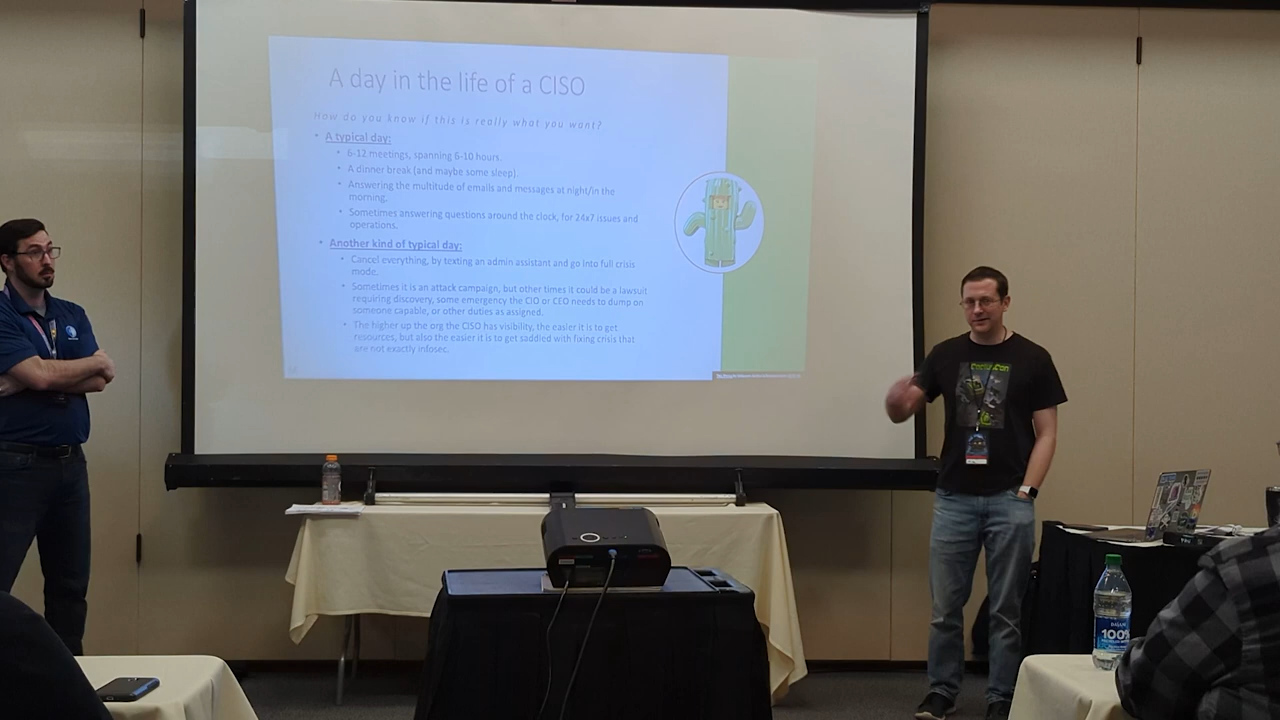 A day in the life of a CISO
How do you know if this is really what you want?
• A typical day:
• 6-12 meetings, spanning 6-10 hours.
• A dinner break (and maybe some sleep).
• Answering the multitude of emails and messages at night/in the
morning.
• Sometimes answering questions around the clock, for 24x7 issues and
operations.
• Another kind of typical day:
• Cancel everything, by texting an admin assistant and go into full crisis
mode.
• Sometimes it is an attack campaign, but other times it could be a lawsuit
requiring discovery, some emergency the CIO or CEO needs to dump on
someone capable, or other duties as assigned.
• The higher up the org the CISO has visibility, the easier it is to get
resources, but also the easier it is to get saddled with fixing crisis that
are not exactly infosec.
CactusCon
DASANI
100%